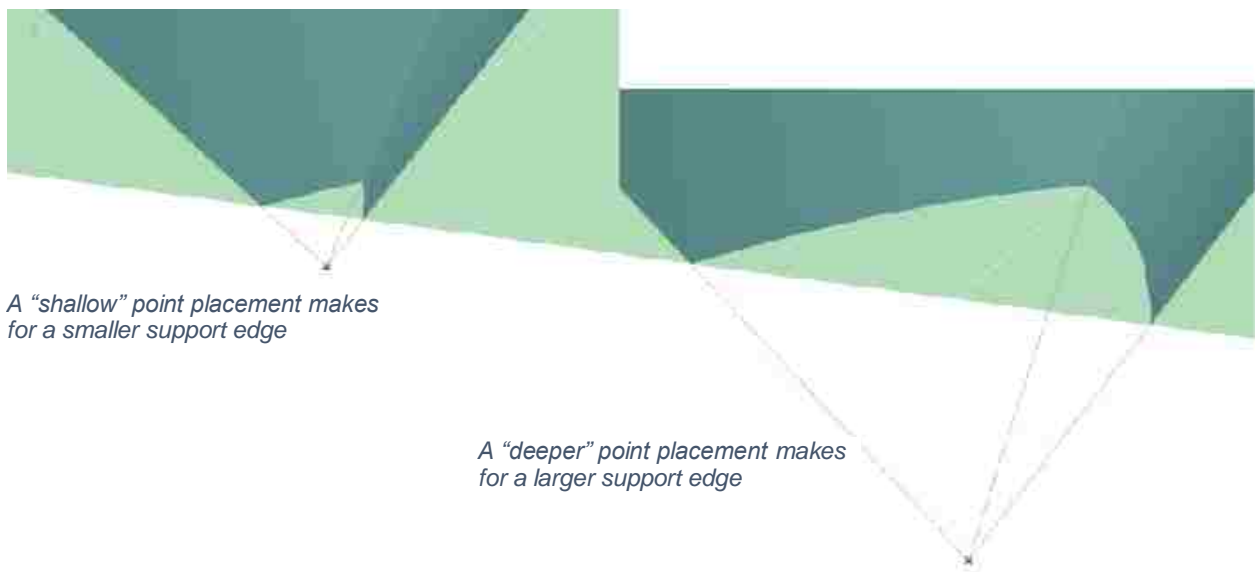 A “shallow” point placement makes
for a smaller support edge
A “deeper” point placement makes
for a larger support edge